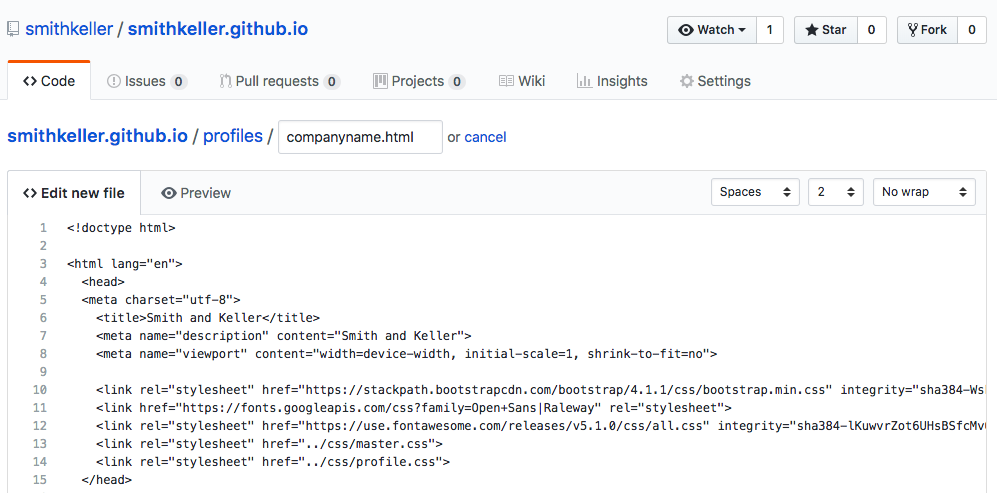 smithkeller / smithkeller.github.io Watch 1 Star 0 Fork 0
<> Code Issues 0 Pull requests 0 Projects 0 Wiki Insights Settings
smithkeller.github.io / profiles / companyname.html or cancel
<> Edit new file Preview Spaces 2 No wrap
1 <!doctype html>
2
3 <html lang="en">
4 <head>
5 <meta charset="utf-8">
6 <title>Smith and Keller</title>
7 <meta name="description" content="Smith and Keller">
8 <meta name="viewport" content="width=device-width, initial-scale=1, shrink-to-fit=no">
9
10 <link rel="stylesheet" href="https://stackpath.bootstrapcdn.com/bootstrap/4.1.1/css/bootstrap.min.css" integrity="sha384-Ws
11 <link href="https://fonts.googleapis.com/css?family=Open+Sans|Raleway" rel="stylesheet">
12 <link rel="stylesheet" href="https://use.fontawesome.com/releases/v5.1.0/css/all.css" integrity="sha384-lKuwvrZot6UHsBSfcMv
13 <link rel="stylesheet" href="../css/master.css">
14 <link rel="stylesheet" href="../css/profile.css">
15 </head>